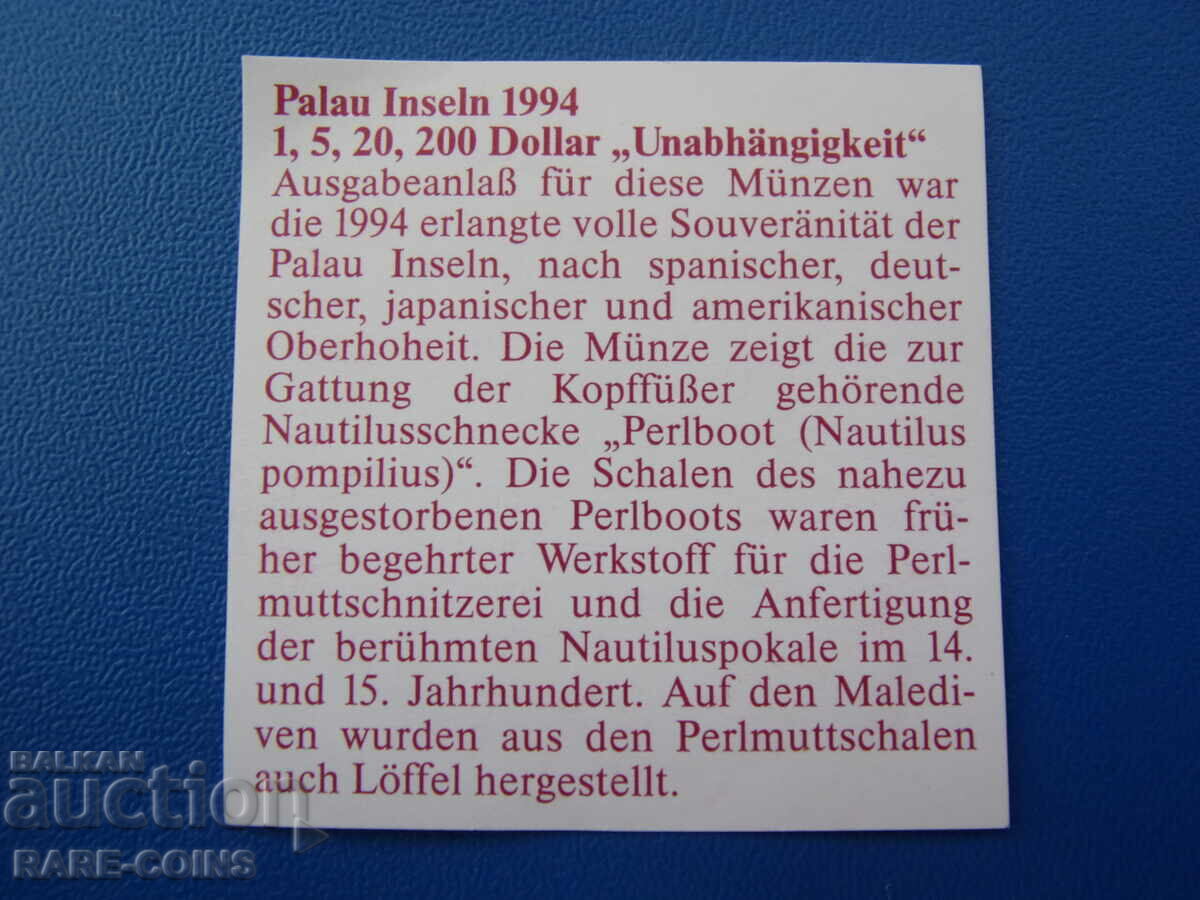 Palau Inseln 1994
1, 5, 20, 200 Dollar „Unabhängigkeit“
Ausgabeanlaß für diese Münzen war
die 1994 erlangte volle Souveränität der
Palau Inseln, nach spanischer, deut-
scher, japanischer und amerikanischer
Oberhoheit. Die Münze zeigt die zur
Gattung der Kopffüßer gehörende
Nautilusschnecke „Perlboot (Nautilus
pompilius)“. Die Schalen des nahezu
ausgestorbenen Perlboots waren frü-
her begehrter Werkstoff für die Perl-
muttschnitzerei und die Anfertigung
der berühmten Nautiluspokale im 14.
und 15. Jahrhundert. Auf den Maledi-
ven wurden aus den Perlmuttschalen
auch Löffel hergestellt.
BALKAN
auction
RARE-COINS